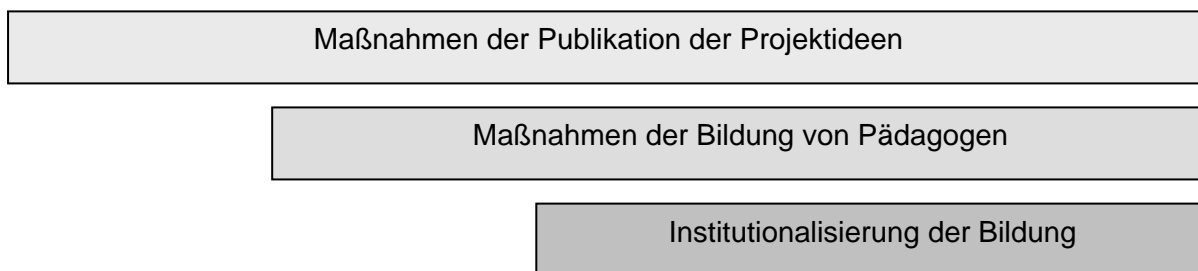 Maßnahmen der Publikation der Projektideen
Maßnahmen der Bildung von Pädagogen
Institutionalisierung der Bildung